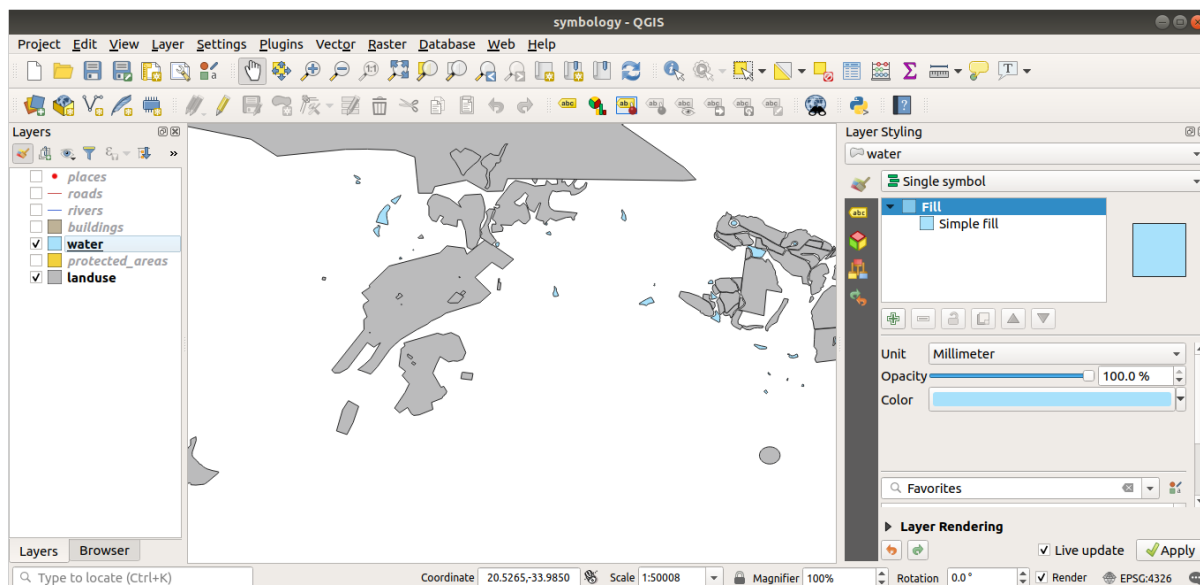 symbology - QGIS
Project Edit View Layer Settings Plugins Vector Raster Database Web Help
Layers
places
roads
rivers
buildings
water
protected_areas
landuse
Layers Browser
Layer Styling
water
Single symbol
Fill
Simple fill
Unit Millimeter
Opacity 100.0 %
Color
Favorites
Layer Rendering
Live update Apply
Type to locate (Ctrl+K) Coordinate 20.5265,-33.9850 Scale 1:50008 Magnifier 100% Rotation 0.0° Render EPSG:4326